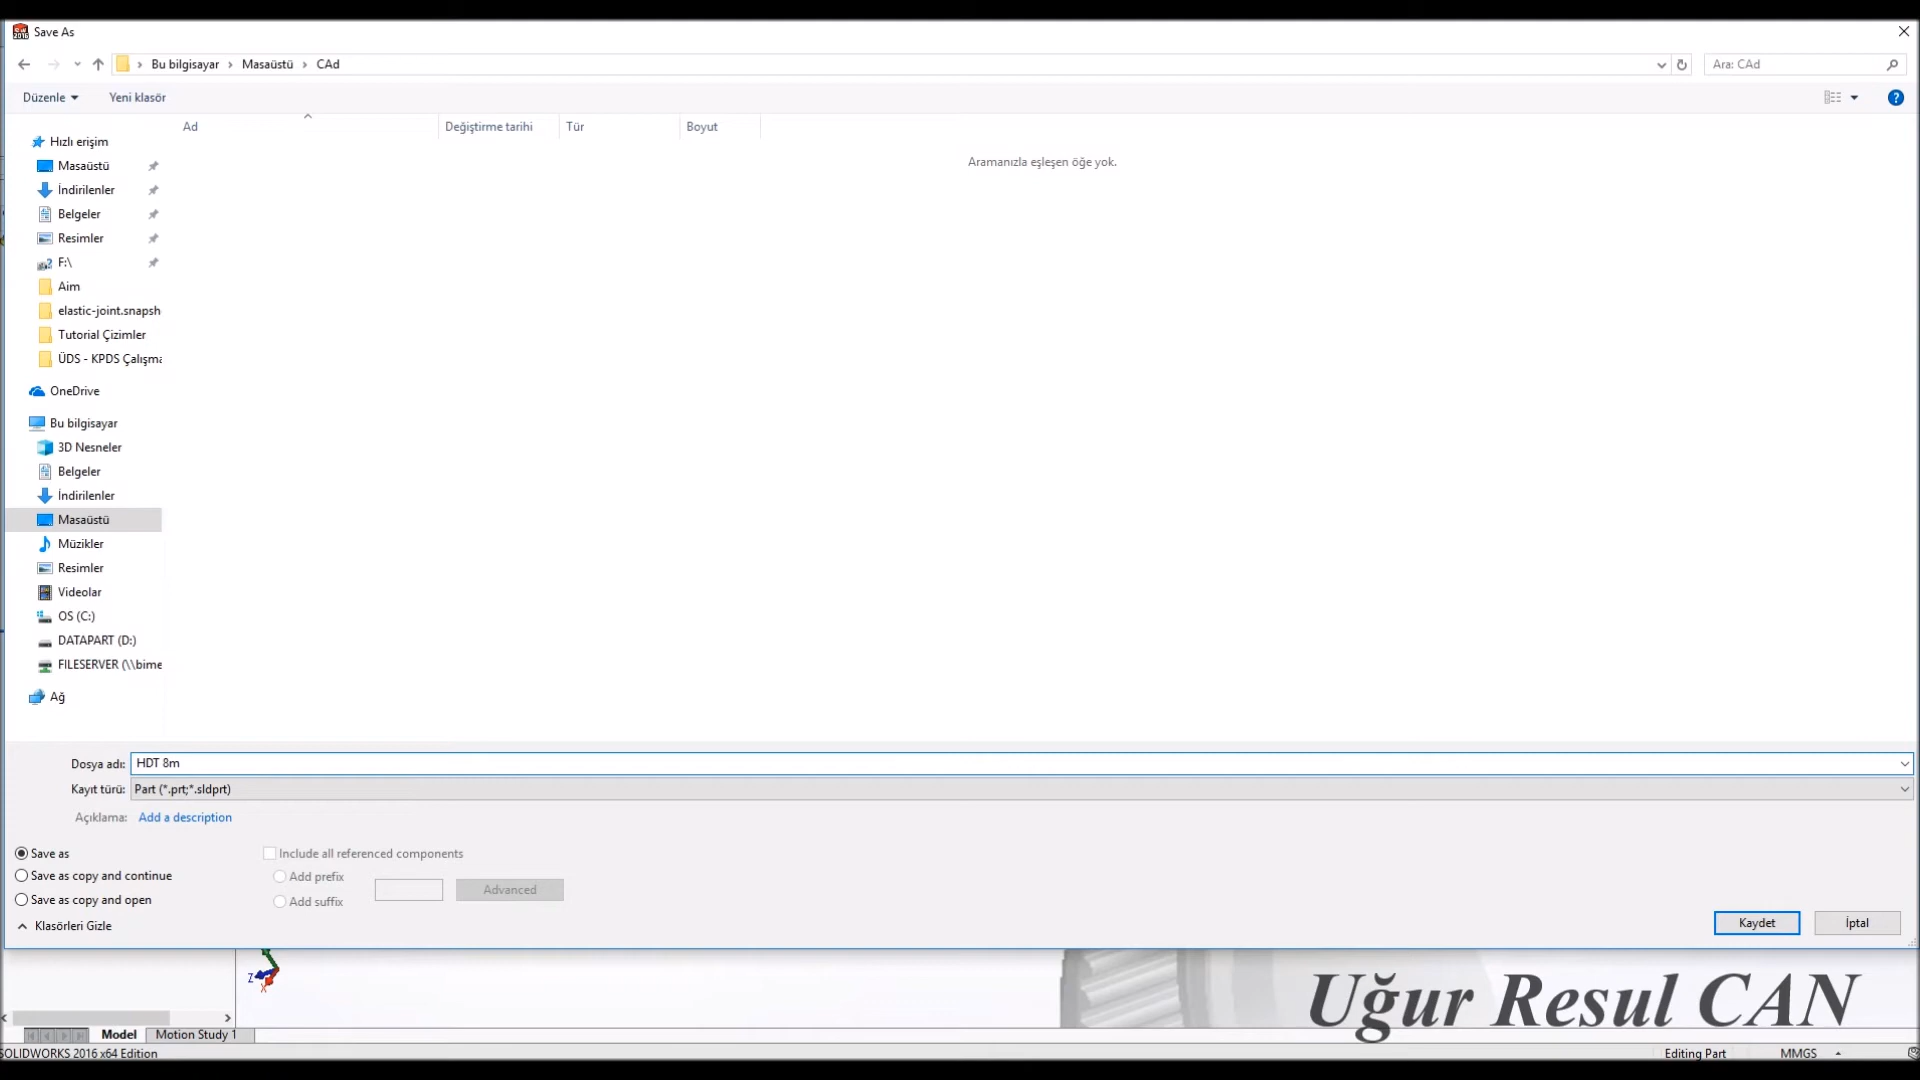 Save As
Bu bilgisayar > Masaüstü > CAd
Ara: CAd
Düzenle
Yeni klasör
Ad
Değiştirme tarihi
Tür
Boyut
Aramanızla eşleşen öğe yok.
Hızlı erişim
Masaüstü
İndirilenler
Belgeler
Resimler
F:\
Aim
elastic-joint.snapsh
Tutorial Çizimler
ÜDS - KPDS Çalışma
OneDrive
Bu bilgisayar
3D Nesneler
Belgeler
İndirilenler
Masaüstü
Müzikler
Resimler
Videolar
OS (C:)
DATAPART (D:)
FILESERVER (\\bime
Ağ
Dosya adı: HDT 8m
Kayıt türü: Part (*.prt;*.sldprt)
Açıklama: Add a description
Save as
Save as copy and continue
Save as copy and open
Include all referenced components
Add prefix
Add suffix
Advanced
Klasörleri Gizle
Kaydet
İptal
Z
X
Uğur Resul CAN
Model
Motion Study 1
SOLIDWORKS 2016 x64 Edition
Editing Part
MMGS